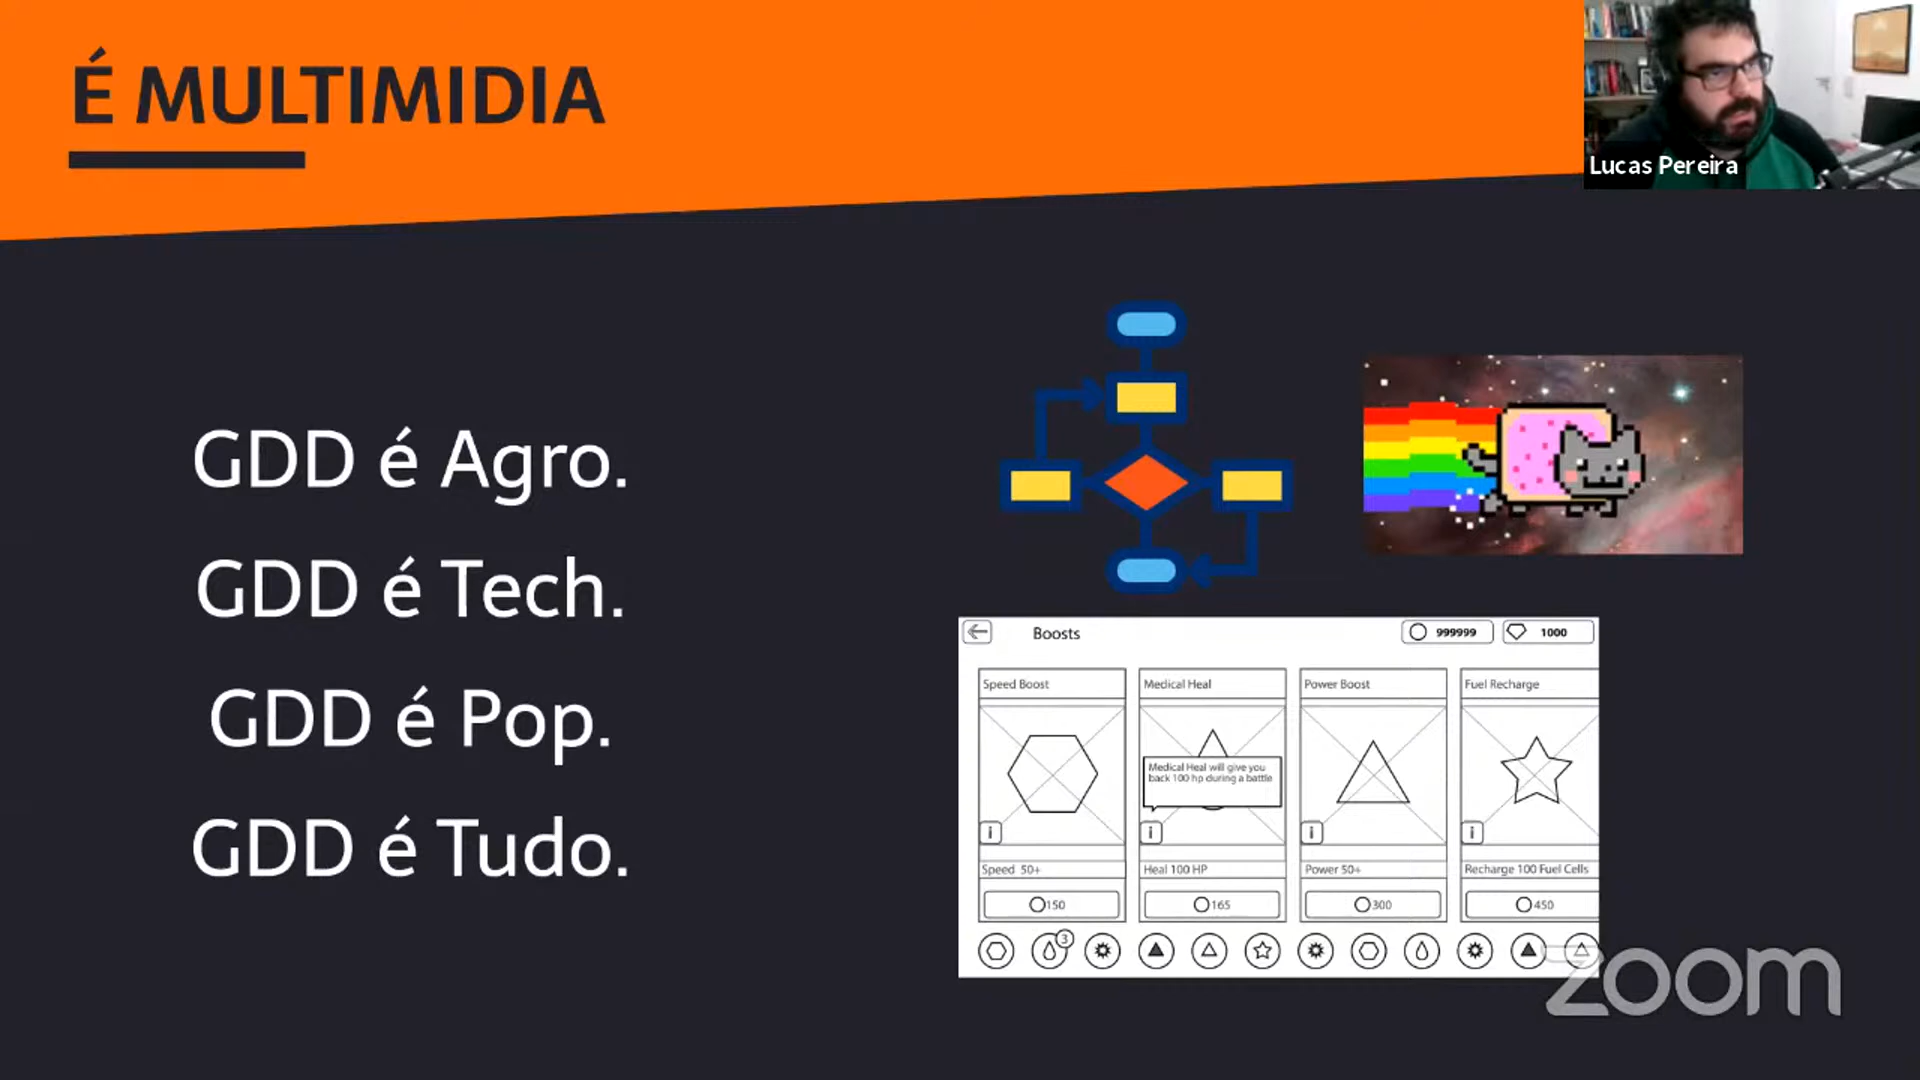 É MULTIMIDIA
Lucas Pereira
GDD é Agro.
GDD é Tech.
GDD é Pop.
GDD é Tudo.
Boosts
999999
1000
Speed Boost
Medical Heal
Power Boost
Fuel Recharge
Medical Heal will give you
back 100 hp during a battle
i
i
i
i
Speed 50+
Heal 100 HP
Power 50+
Recharge 100 Fuel Cells
150
165
300
450
3
zoom